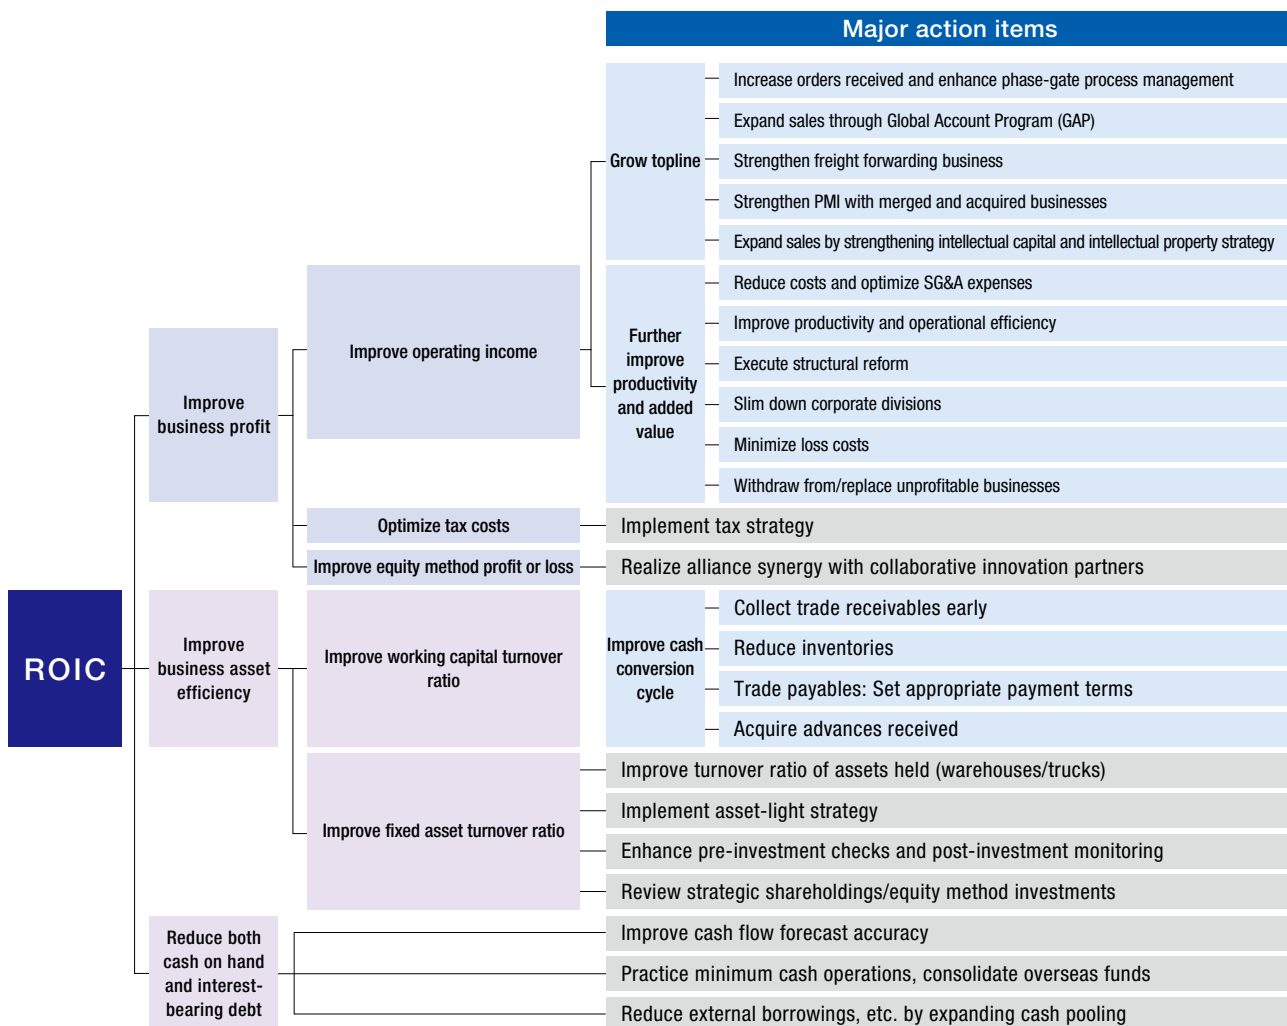 Major action items
ROIC
Improve
business profit
Improve operating income
Grow topline
Increase orders received and enhance phase-gate process management
Expand sales through Global Account Program (GAP)
Strengthen freight forwarding business
Strengthen PMI with merged and acquired businesses
Expand sales by strengthening intellectual capital and intellectual property strategy
Further
improve
productivity
and added
value
Reduce costs and optimize SG&A expenses
Improve productivity and operational efficiency
Execute structural reform
Slim down corporate divisions
Minimize loss costs
Withdraw from/replace unprofitable businesses
Optimize tax costs
Implement tax strategy
Improve equity method profit or loss
Realize alliance synergy with collaborative innovation partners
Improve
business asset
efficiency
Improve working capital turnover
ratio
Improve cash
conversion
cycle
Collect trade receivables early
Reduce inventories
Trade payables: Set appropriate payment terms
Acquire advances received
Improve fixed asset turnover ratio
Improve turnover ratio of assets held (warehouses/trucks)
Implement asset-light strategy
Enhance pre-investment checks and post-investment monitoring
Review strategic shareholdings/equity method investments
Reduce both
cash on hand
and interest-
bearing debt
Improve cash flow forecast accuracy
Practice minimum cash operations, consolidate overseas funds
Reduce external borrowings, etc. by expanding cash pooling